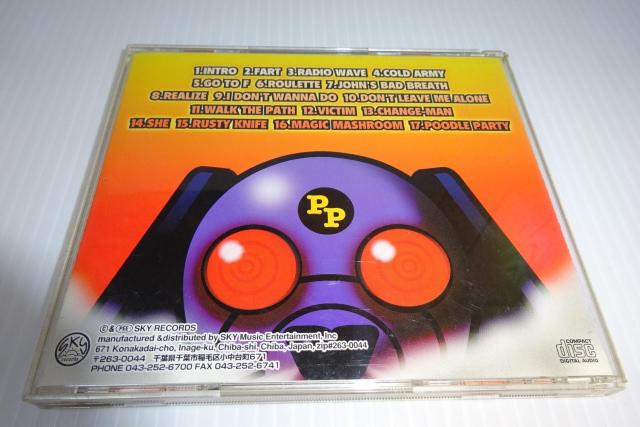 1.INTRO 2.FART 3.RADIO WAVE 4.COLD ARMY
5.GO TO F 6.ROULETTE 7.JOHN'S BAD BREATH
8.REALIZE 9.I DON'T WANNA DO 10.DON'T LEAVE ME ALONE
11.WALK THE PATH 12.VICTIM 13.CHANGE-MAN
14.SHE 15.RUSTY KNIFE 16.MAGIC MASHROOM 17.POODLE PARTY
PP
SKY
records
©& SKY RECORDS
manufactured & distributed by SKY Music Entertainment, Inc
671 Konakadai-cho, Inage-ku, Chiba-shi, Chiba, Japan, zip#263-0044
〒263-0044 千葉県千葉市稲毛区小中台町671
PHONE 043-252-6700 FAX 043-252-6741
COMPACT
disc
DIGITAL AUDIO